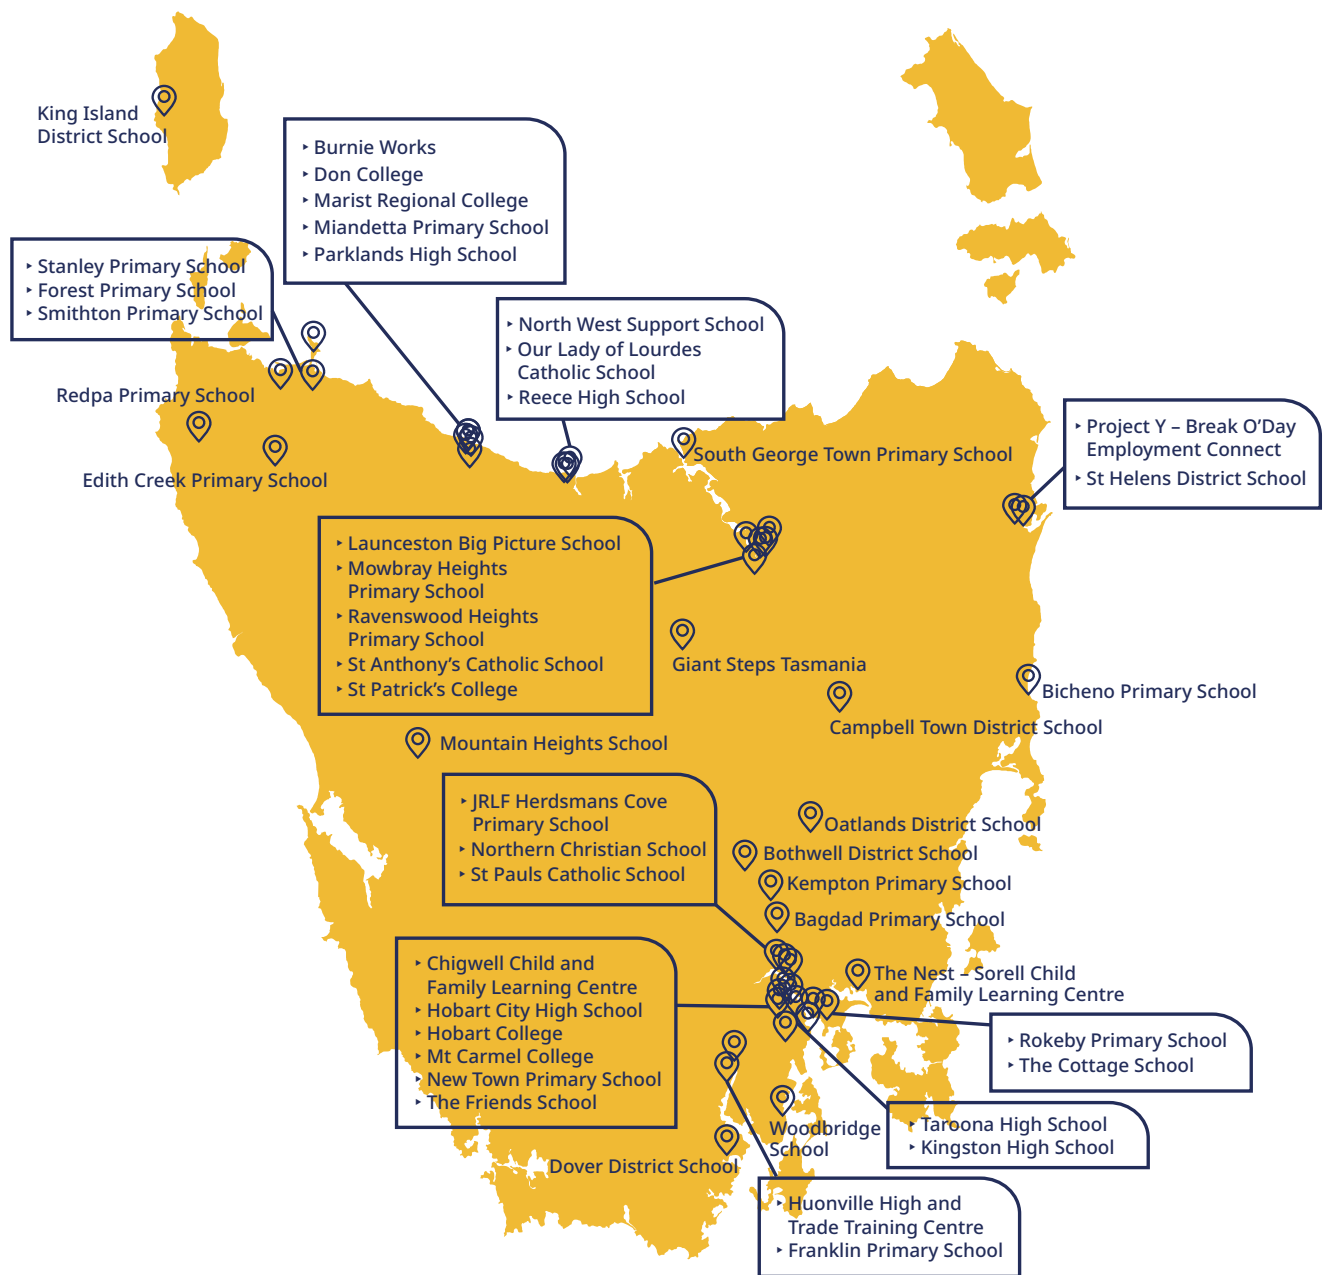 King Island
District School
‣ Burnie Works
‣ Don College
‣ Marist Regional College
‣ Miandetta Primary School
‣ Parklands High School
‣ Stanley Primary School
‣ Forest Primary School
‣ Smithton Primary School
‣ North West Support School
‣ Our Lady of Lourdes
Catholic School
‣ Reece High School
Redpa Primary School
Edith Creek Primary School
South George Town Primary School
‣ Project Y – Break O’Day
Employment Connect
‣ St Helens District School
‣ Launceston Big Picture School
‣ Mowbray Heights
Primary School
‣ Ravenswood Heights
Primary School
‣ St Anthony’s Catholic School
‣ St Patrick’s College
Giant Steps Tasmania
Bicheno Primary School
Campbell Town District School
Mountain Heights School
‣ JRLF Herdsmans Cove
Primary School
‣ Northern Christian School
‣ St Pauls Catholic School
Oatlands District School
Bothwell District School
Kempton Primary School
Bagdad Primary School
‣ Chigwell Child and
Family Learning Centre
‣ Hobart City High School
‣ Hobart College
‣ Mt Carmel College
‣ New Town Primary School
‣ The Friends School
The Nest – Sorell Child
and Family Learning Centre
‣ Rokeby Primary School
‣ The Cottage School
‣ Taroona High School
‣ Kingston High School
Woodbridge
School
Dover District School
‣ Huonville High and
Trade Training Centre
‣ Franklin Primary School